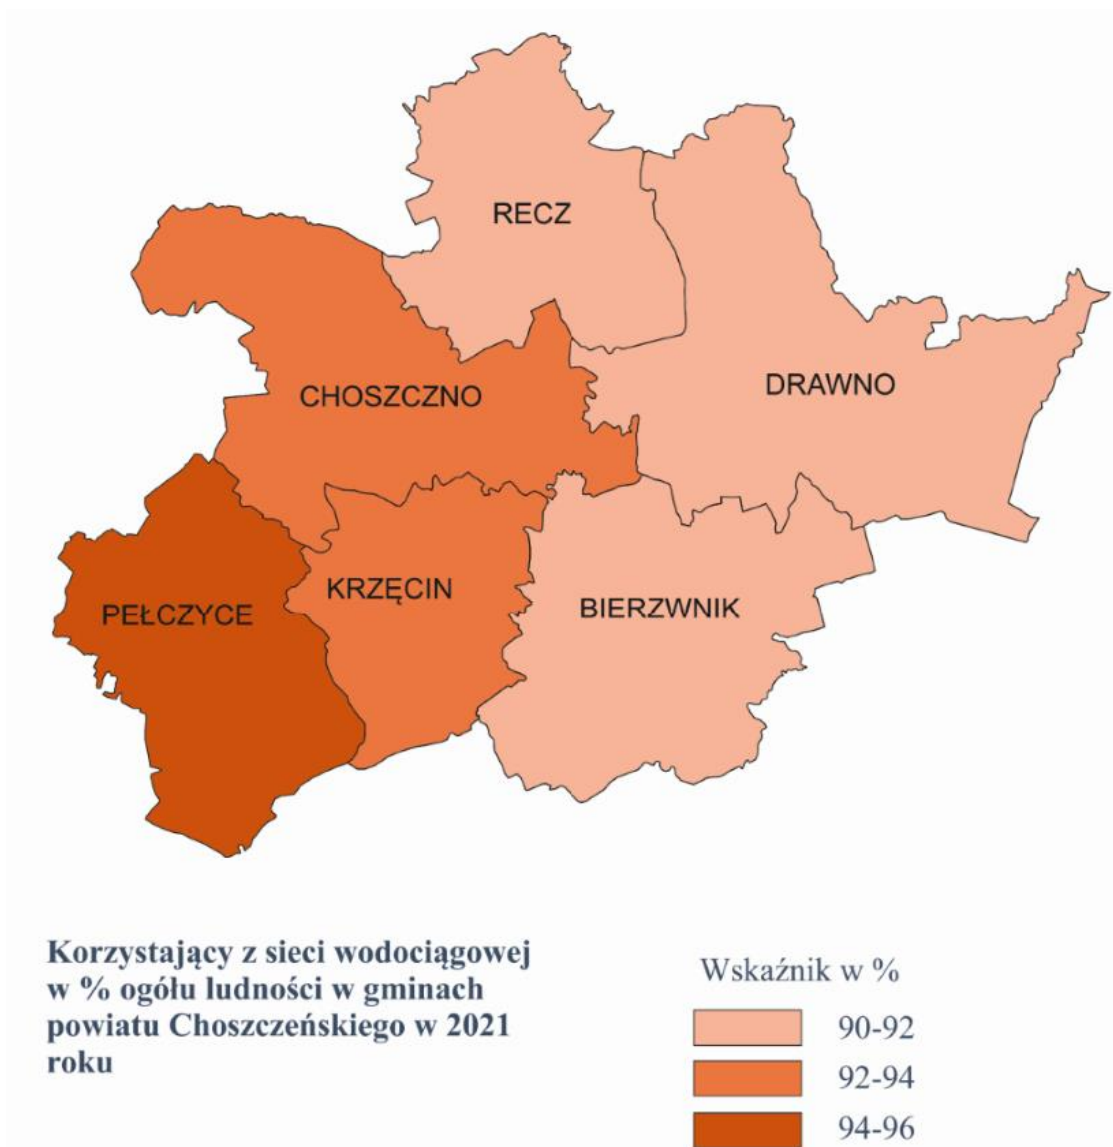 RECZ
CHOSZCZNO
DRAWNO
KRZĘCIN
PEŁCZYCE
BIERZWNIK
Korzystający z sieci wodociągowej
w % ogółu ludności w gminach
powiatu Choszczeńskiego w 2021
roku
Wskaźnik w %
90-92
92-94
94-96